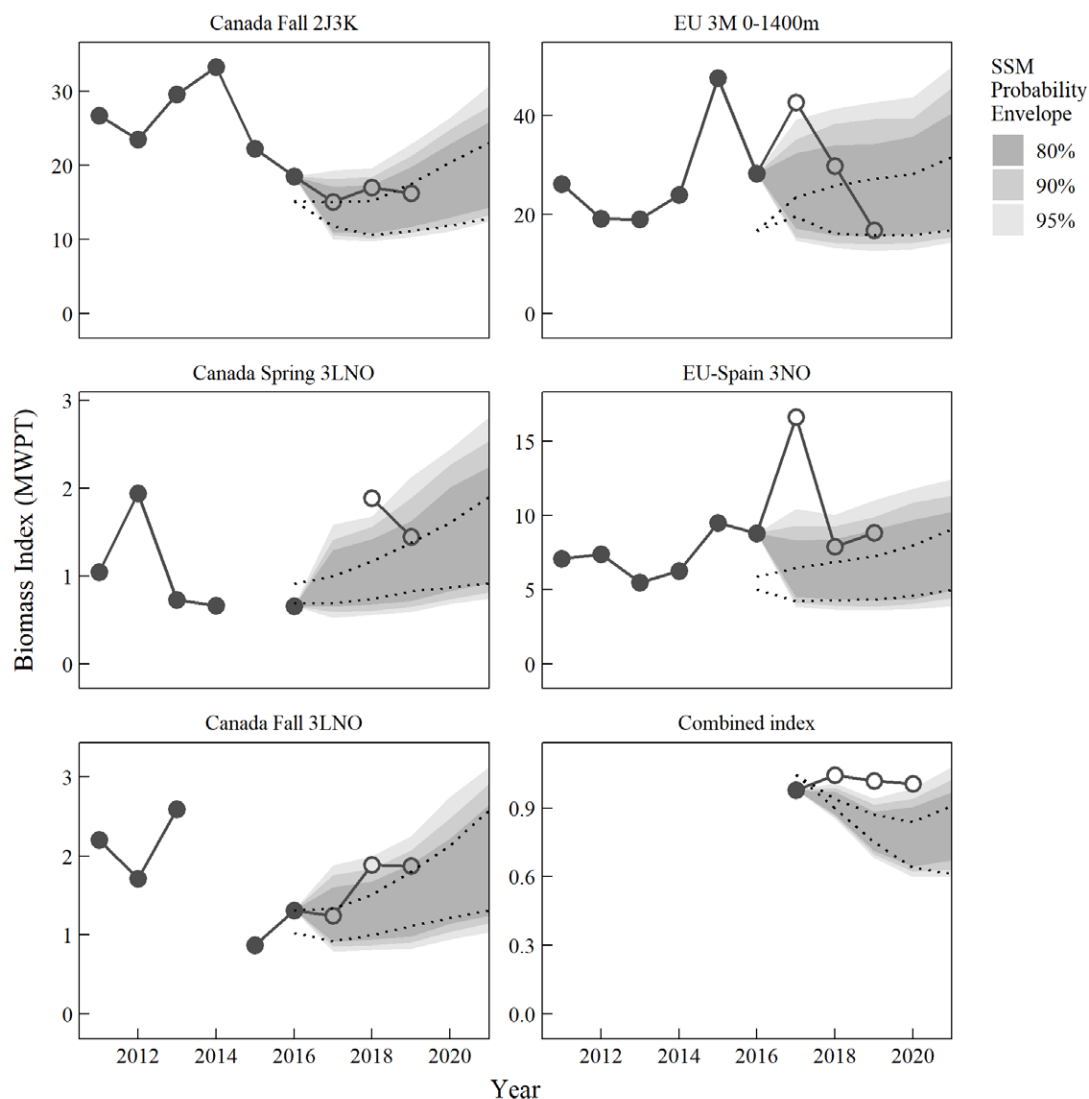 Canada Fall 2J3K
EU 3M 0-1400m
30
20
10
0
40
20
0
SSM
Probability
Envelope
80%
90%
95%
Biomass Index (MWPT)
Canada Spring 3LNO
EU-Spain 3NO
3
2
1
0
15
10
5
0
Canada Fall 3LNO
Combined index
3
2
1
0
0.9
0.6
0.3
0.0
2012 2014 2016 2018 2020
2012 2014 2016 2018 2020
Year